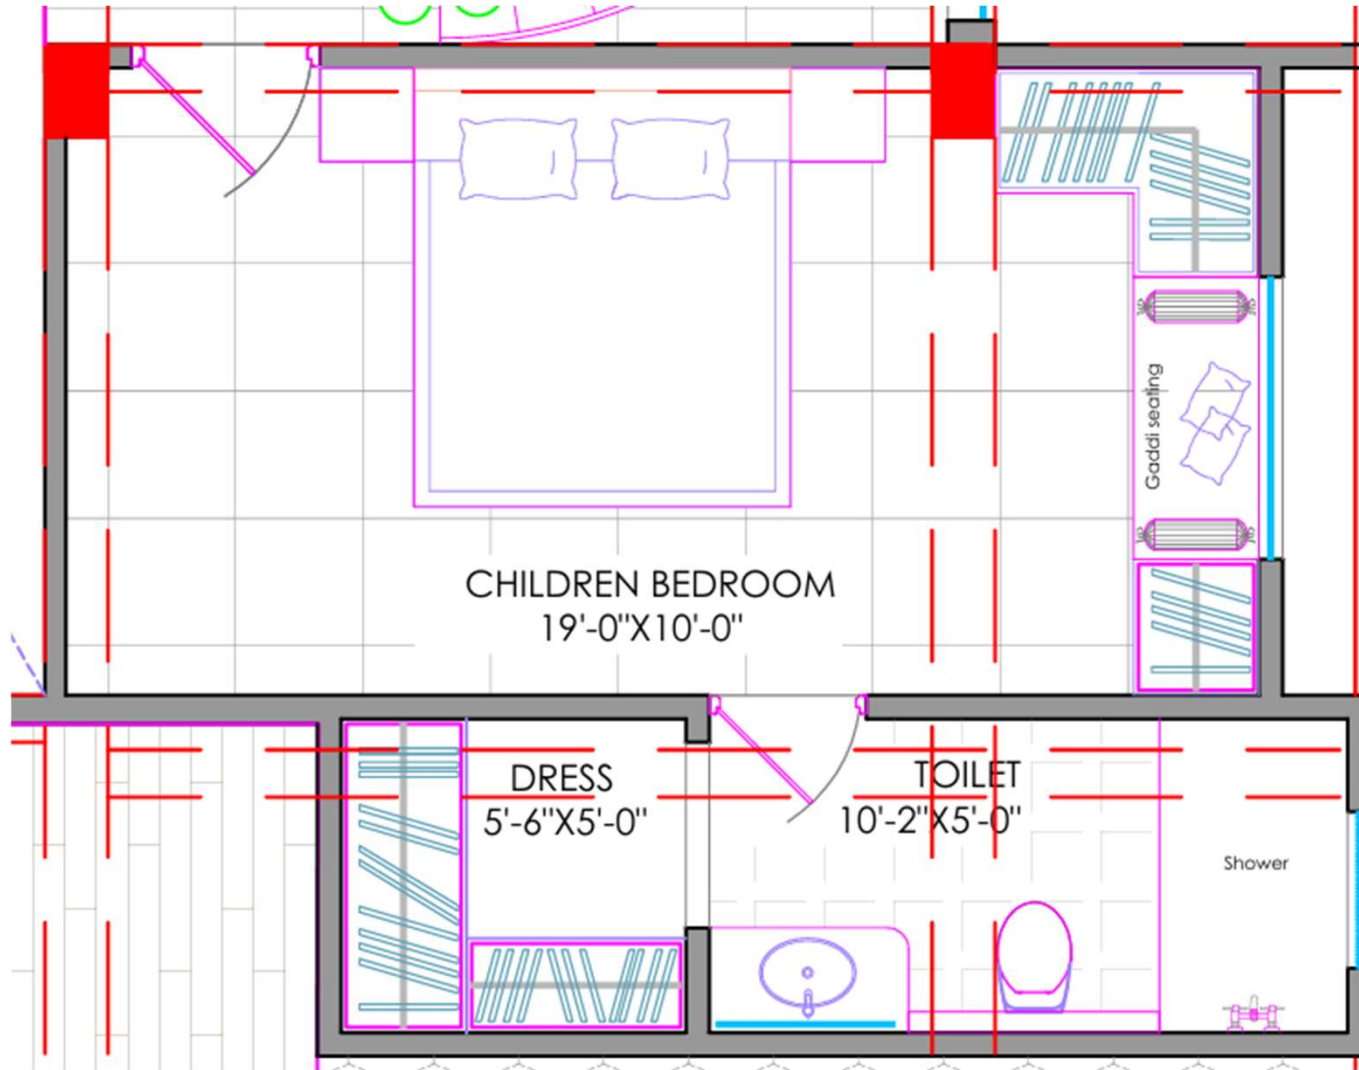 Gaddi seating
CHILDREN BEDROOM
19'-0"X10'-0"
DRESS
5'-6"X5'-0"
TOILET
10'-2"X5'-0"
Shower